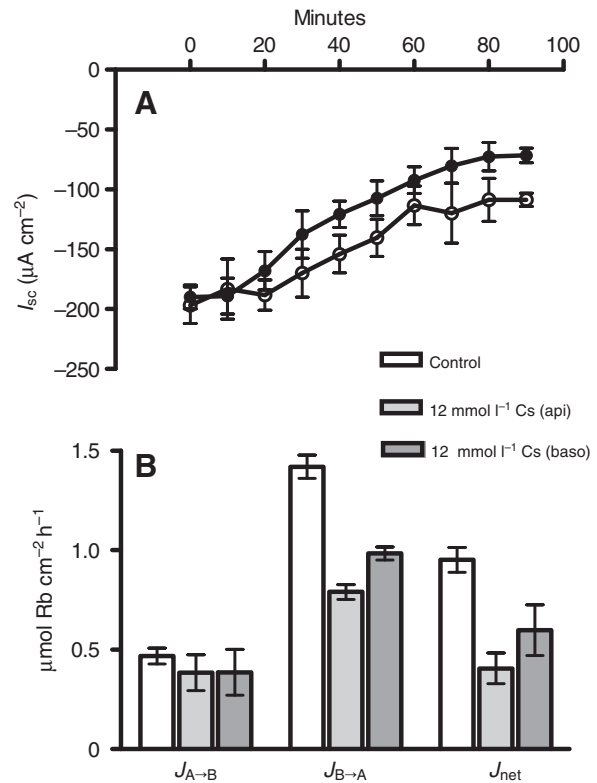 Minutes
0 20 40 60 80 100
A
0
–50
–100
–150
–200
–250
Isc (µA cm–2)
Control
12 mmol l–1 Cs (api)
12 mmol l–1 Cs (baso)
B
1.5
1.0
0.5
0
µmol Rb cm–2 h–1
JA→B JB→A Jnet